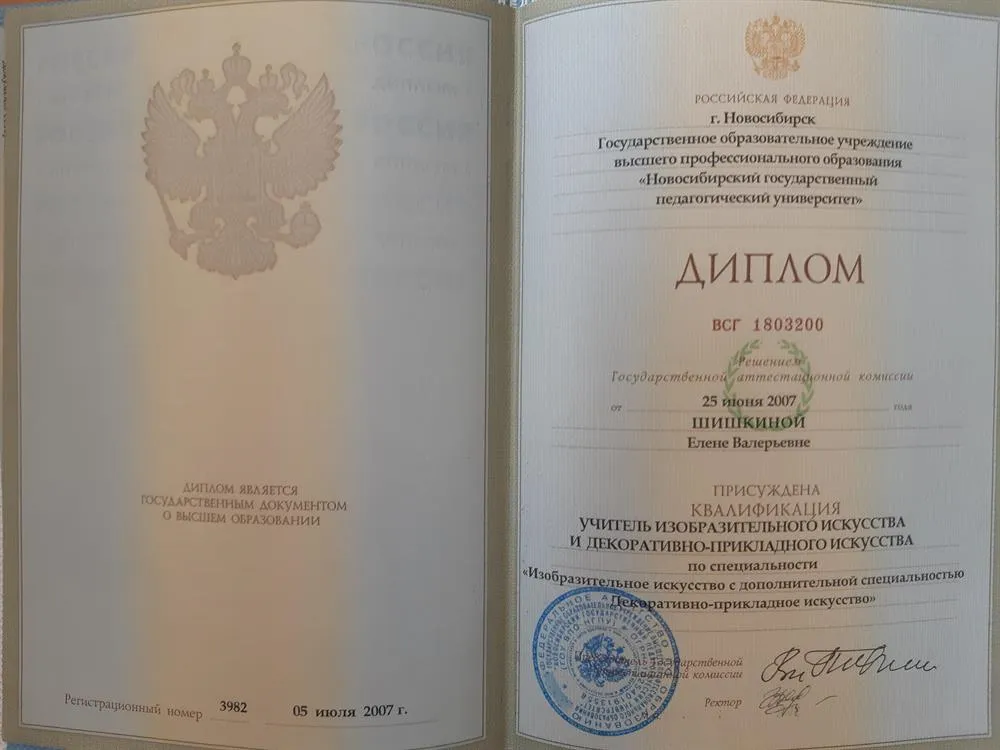 ДИПЛОМ ЯВЛЯЕТСЯ
ГОСУДАРСТВЕННЫМ ДОКУМЕНТОМ
О ВЫСШЕМ ОБРАЗОВАНИИ
Регистрационный номер 3982 05 июля 2007 г.
РОССИЙСКАЯ ФЕДЕРАЦИЯ
г. Новосибирск
Государственное образовательное учреждение
высшего профессионального образования
«Новосибирский государственный
педагогический университет»
ДИПЛОМ
ВСГ 1803200
Решением
Государственной аттестационной комиссии
от 25 июня 2007 года
ШИШКИНОЙ
Елене Валерьевне
ПРИСУЖДЕНА
КВАЛИФИКАЦИЯ
УЧИТЕЛЬ ИЗОБРАЗИТЕЛЬНОГО ИСКУССТВА
И ДЕКОРАТИВНО-ПРИКЛАДНОГО ИСКУССТВА
по специальности
«Изобразительное искусство с дополнительной специальностью
Декоративно-прикладное искусство»
Председатель Государственной
аттестационной комиссии
Ректор